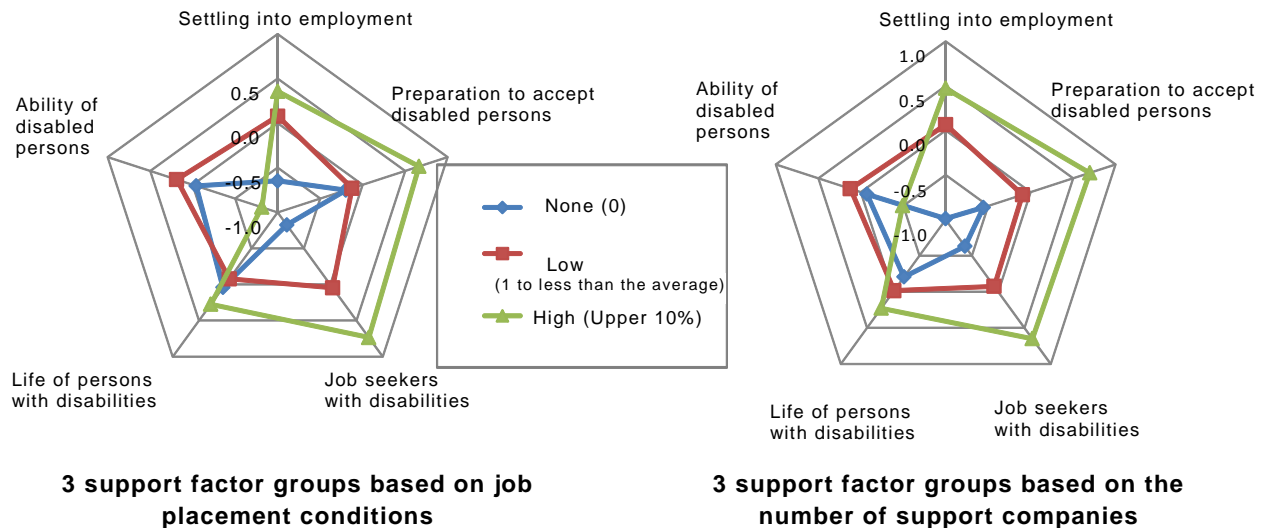 Settling into employment
0.5
0.0
-0.5
-1.0
Ability of
disabled
persons
Preparation to accept
disabled persons
Life of persons
with disabilities
Job seekers
with disabilities
None (0)
Low
(1 to less than the average)
High (Upper 10%)
Settling into employment
1.0
0.5
0.0
-0.5
-1.0
Ability of
disabled
persons
Preparation to accept
disabled persons
Life of persons
with disabilities
Job seekers
with disabilities
3 support factor groups based on job
placement conditions
3 support factor groups based on the
number of support companies